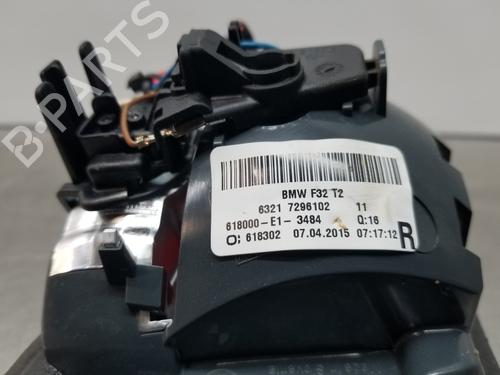 B-PARTS
BMW F32 T2
6321 7296102 11
618000-E1-3484 Q:16
O: 618302 07.04.2015 07:17:12 R